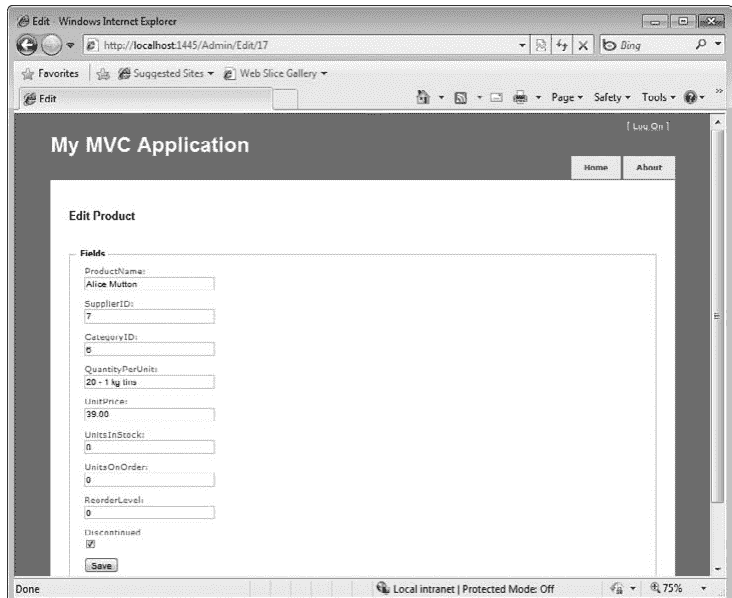 Edit - Windows Internet Explorer
http://localhost:1445/Admin/Edit/17
Bing
Favorites Suggested Sites Web Slice Gallery
Edit Page Safety Tools »
[ Log On ]
My MVC Application
Home About
Edit Product
Fields
ProductName:
Alice Mutton
SupplierID:
7
CategoryID:
6
QuantityPerUnit:
20 - 1 kg tins
UnitPrice:
39.00
UnitsInStock:
0
UnitsOnOrder:
0
ReorderLevel:
0
Discontinued
Save
Done Local intranet | Protected Mode: Off 75%